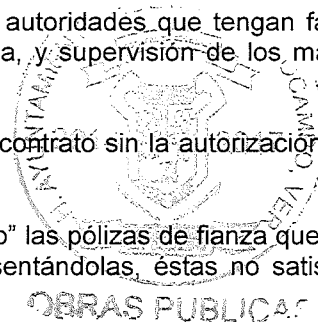 autoridades que tengan fa
a, y supervisión de los ma
contrato sin la autorización
o” las pólizas de fianza que
sentándolas, éstas no satis
OBRAS PUBLICAS